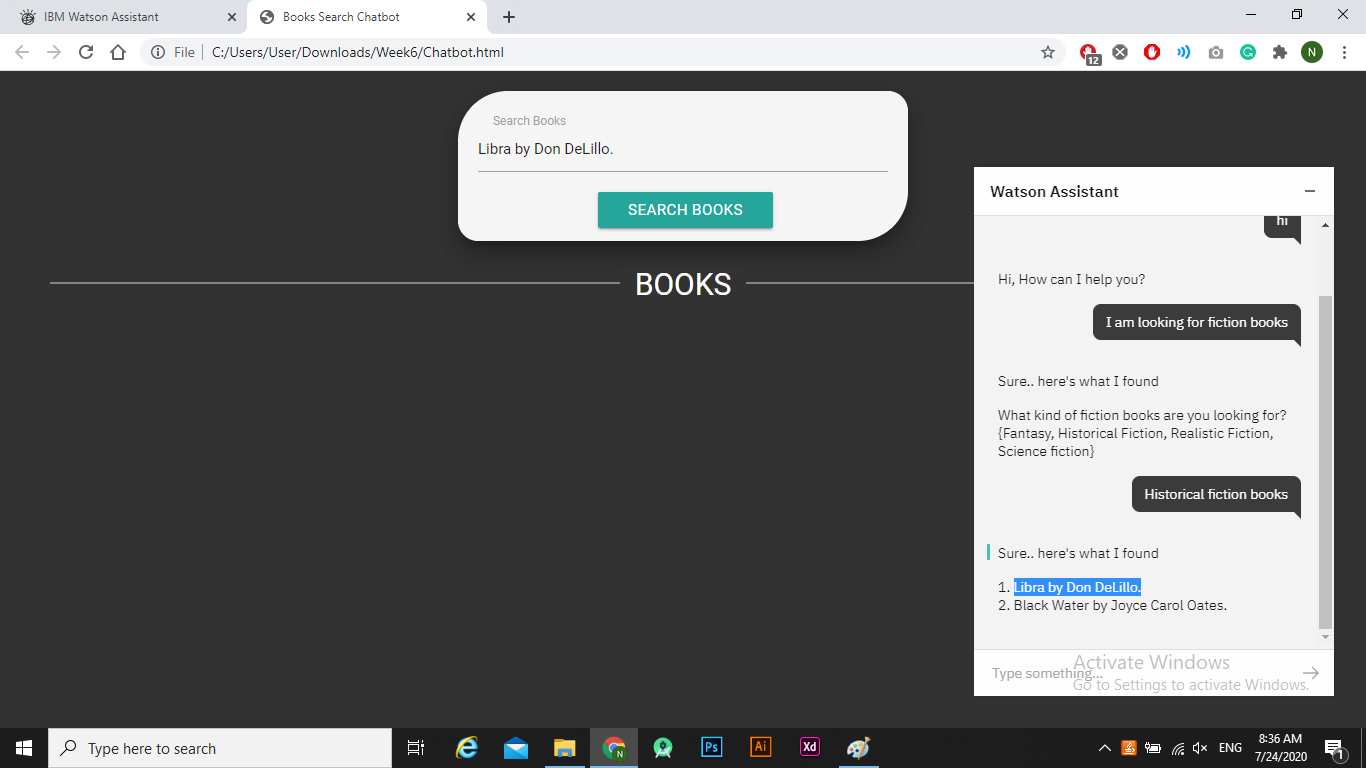 IBM Watson Assistant
Books Search Chatbot
File
C:/Users/User/Downloads/Week6/Chatbot.html
12
N
Search Books
Libra by Don DeLillo.
SEARCH BOOKS
BOOKS
Watson Assistant
hi
Hi, How can I help you?
I am looking for fiction books
Sure.. here's what I found
What kind of fiction books are you looking for?
{Fantasy, Historical Fiction, Realistic Fiction,
Science fiction}
Historical fiction books
Sure.. here's what I found
1. Libra by Don DeLillo.
2. Black Water by Joyce Carol Oates.
Type something...
Activate Windows
Go to Settings to activate Windows.
Type here to search
N
Ps
Ai
Xd
ENG
8:36 AM
7/24/2020
1